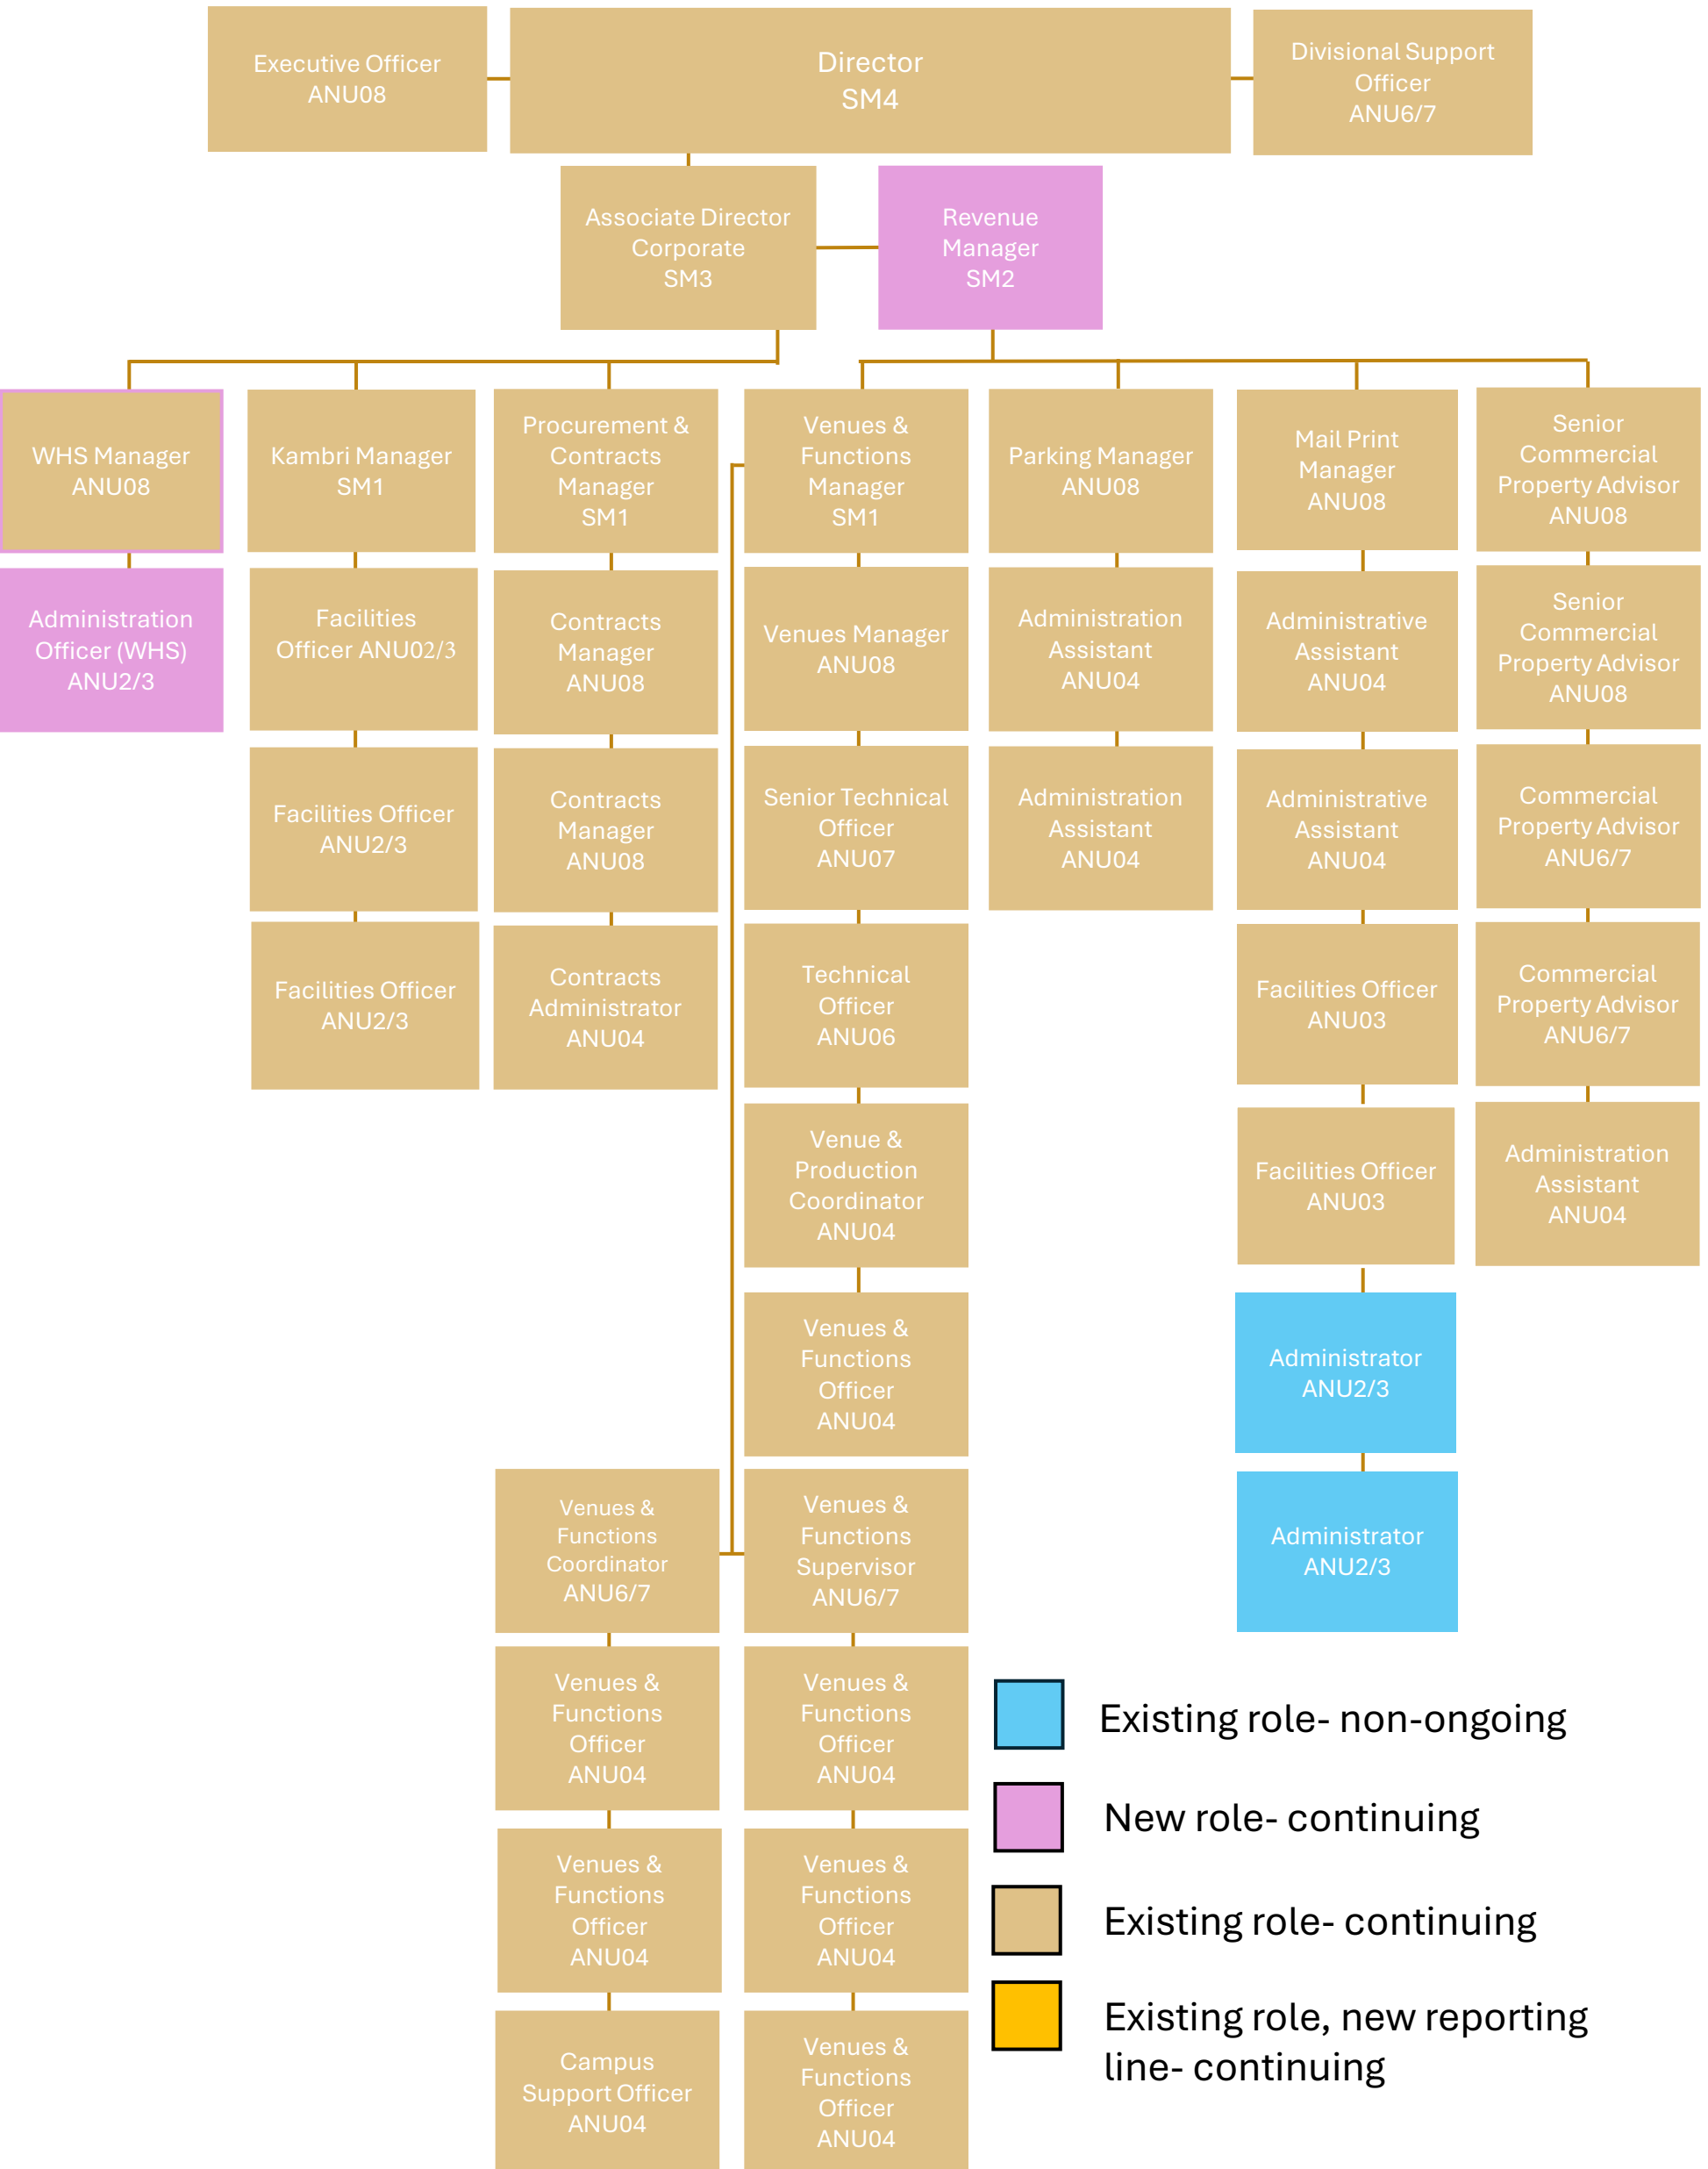 Executive Officer
ANU08
Director
SM4
Divisional Support
Officer
ANU6/7
Associate Director
Corporate
SM3
Revenue
Manager
SM2
WHS Manager
ANU08
Kambri Manager
SM1
Procurement &
Contracts
Manager
SM1
Venues &
Functions
Manager
SM1
Parking Manager
ANU08
Mail Print
Manager
ANU08
Senior
Commercial
Property Advisor
ANU08
Administration
Officer (WHS)
ANU2/3
Facilities
Officer ANU02/3
Contracts
Manager
ANU08
Venues Manager
ANU08
Administration
Assistant
ANU04
Administrative
Assistant
ANU04
Senior
Commercial
Property Advisor
ANU08
Facilities Officer
ANU2/3
Contracts
Manager
ANU08
Senior Technical
Officer
ANU07
Administration
Assistant
ANU04
Administrative
Assistant
ANU04
Commercial
Property Advisor
ANU6/7
Facilities Officer
ANU2/3
Contracts
Administrator
ANU04
Technical
Officer
ANU06
Facilities Officer
ANU03
Commercial
Property Advisor
ANU6/7
Venue &
Production
Coordinator
ANU04
Facilities Officer
ANU03
Administration
Assistant
ANU04
Venues &
Functions
Officer
ANU04
Administrator
ANU2/3
Venues &
Functions
Coordinator
ANU6/7
Venues &
Functions
Supervisor
ANU6/7
Administrator
ANU2/3
Venues &
Functions
Officer
ANU04
Venues &
Functions
Officer
ANU04
Venues &
Functions
Officer
ANU04
Venues &
Functions
Officer
ANU04
Campus
Support Officer
ANU04
Venues &
Functions
Officer
ANU04
Existing role- non-ongoing
New role- continuing
Existing role- continuing
Existing role, new reporting
line- continuing